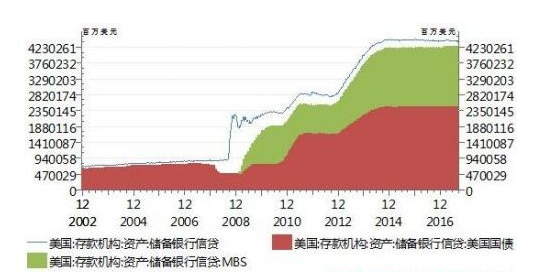 百万美元 百万美元
4230261 4230261
3760232 3760232
3290203 3290203
2820174 2820174
2350145 2350145
1880116 1880116
1410087 1410087
940058 940058
470029 470029
0 0
12 12 12 12 12 12 12 12
2002 2004 2006 2008 2010 2012 2014 2016
美国:存款机构:资产:储备银行信贷 美国:存款机构:资产:储备银行信贷:美国国债
美国:存款机构:资产:储备银行信贷:MBS